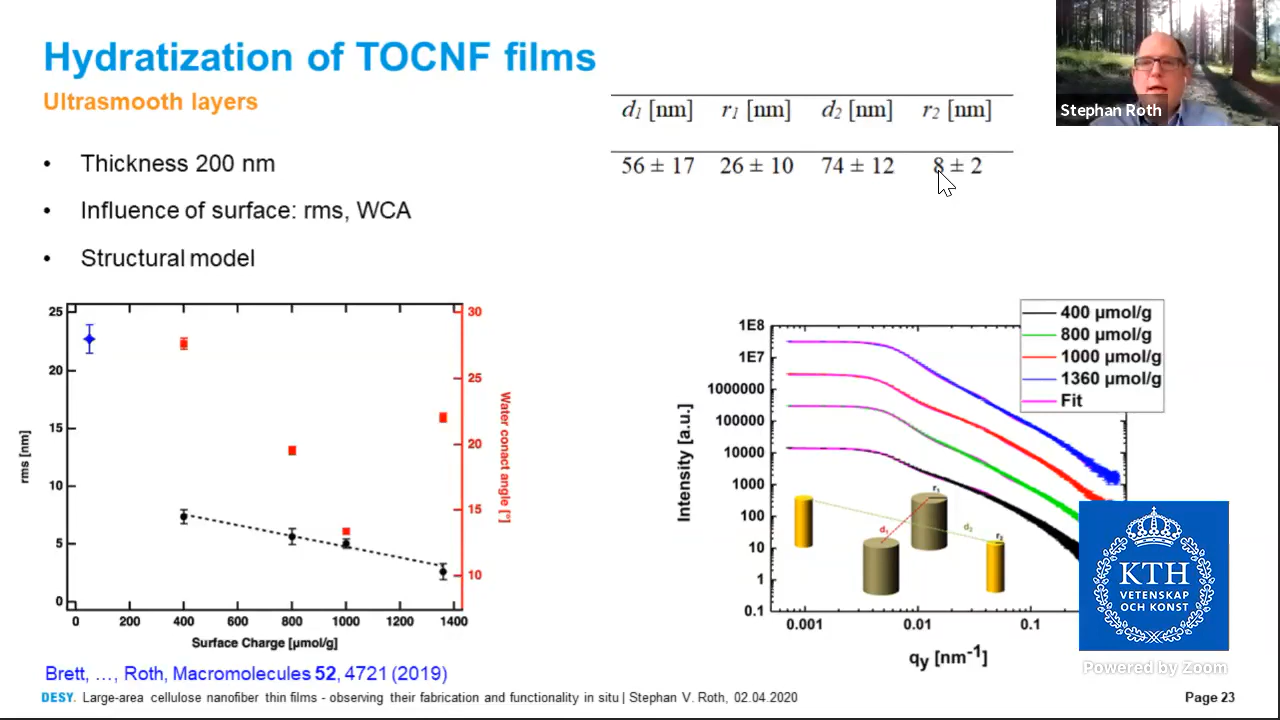 Hydratization of TOCNF films
Ultrasmooth layers
Stephan Roth
d1 [nm] r1 [nm] d2 [nm] r2 [nm]
56 ± 17 26 ± 10 74 ± 12 8 ± 2
• Thickness 200 nm
• Influence of surface: rms, WCA
• Structural model
25
20
15
10
5
0
rms [nm]
30
25
20
15
10
Water conact angle [°]
0 200 400 600 800 1000 1200 1400
Surface Charge [μmol/g]
400 μmol/g
800 μmol/g
1000 μmol/g
1360 μmol/g
Fit
1E8
1E7
1000000
100000
10000
1000
100
10
1
0.1
Intensity [a.u.]
r1
d1
d2
r2
0.001 0.01 0.1
qy [nm-1]
KTH
VETENSKAP
OCH KONST
Powered by Zoom
Brett, …, Roth, Macromolecules 52, 4721 (2019)
DESY. Large-area cellulose nanofiber thin films - observing their fabrication and functionality in situ | Stephan V. Roth, 02.04.2020
Page 23